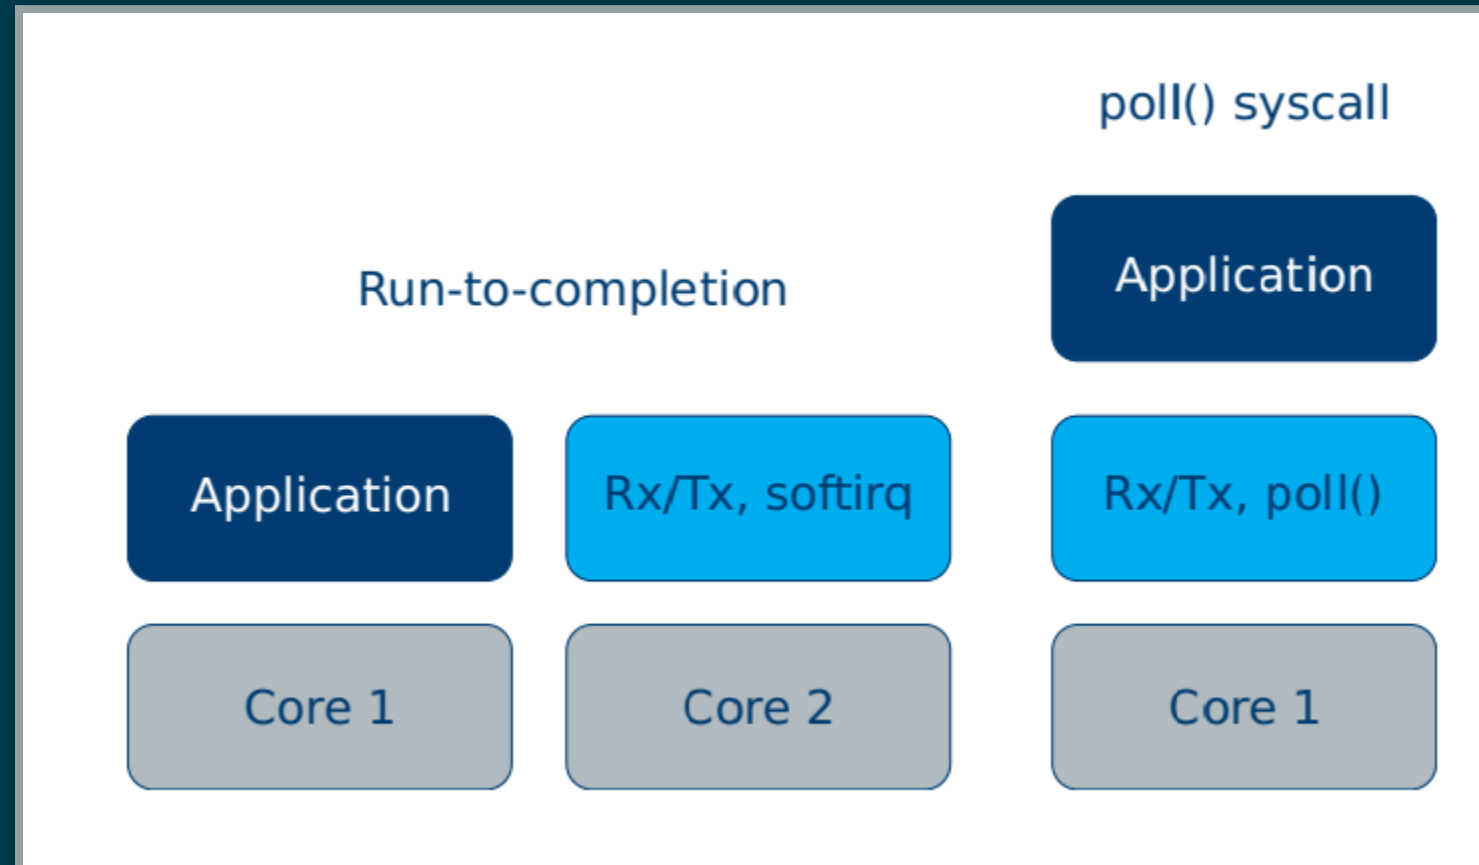 poll() syscall
Application
Run-to-completion
Application
Rx/Tx, softirq
Rx/Tx, poll()
Core 1
Core 2
Core 1